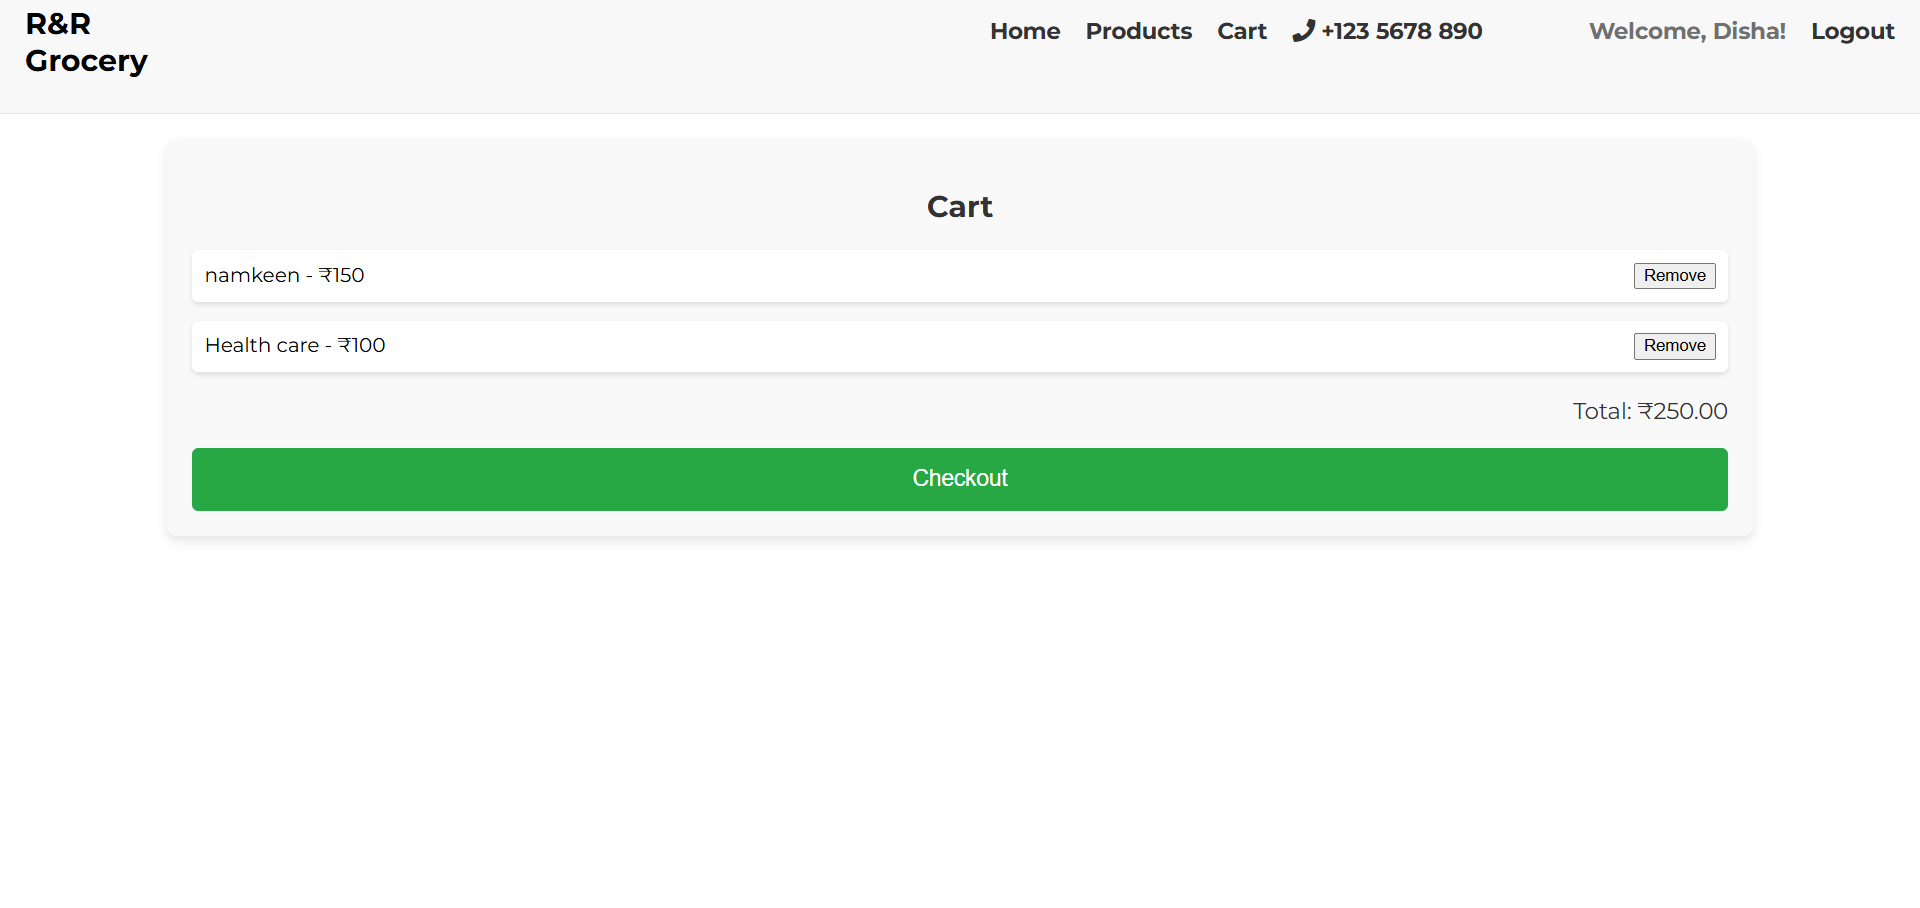 R&R
Grocery
Home Products Cart +123 5678 890 Welcome, Disha! Logout
Cart
namkeen - ₹150 Remove
Health care - ₹100 Remove
Total: ₹250.00
Checkout